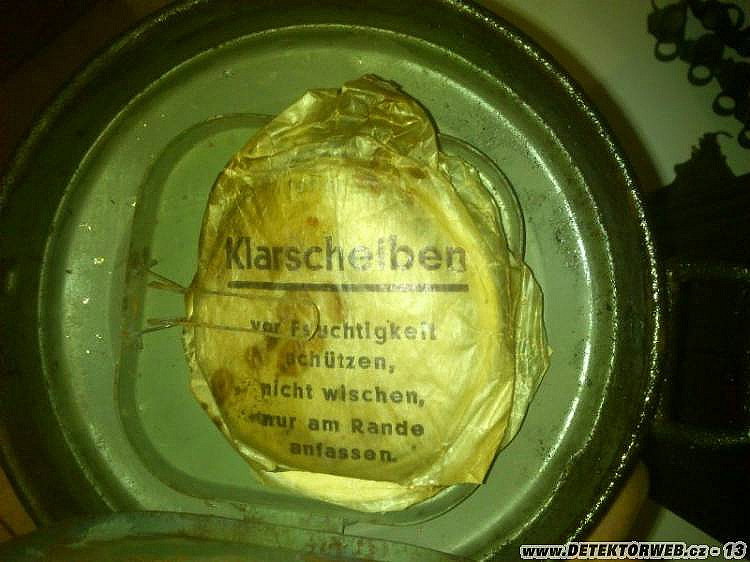 Klarscheiben
vor Feuchtigkeit
schützen,
nicht wischen,
nur am Rande
anfassen.
www.DETEKTORWEB.cz - 13